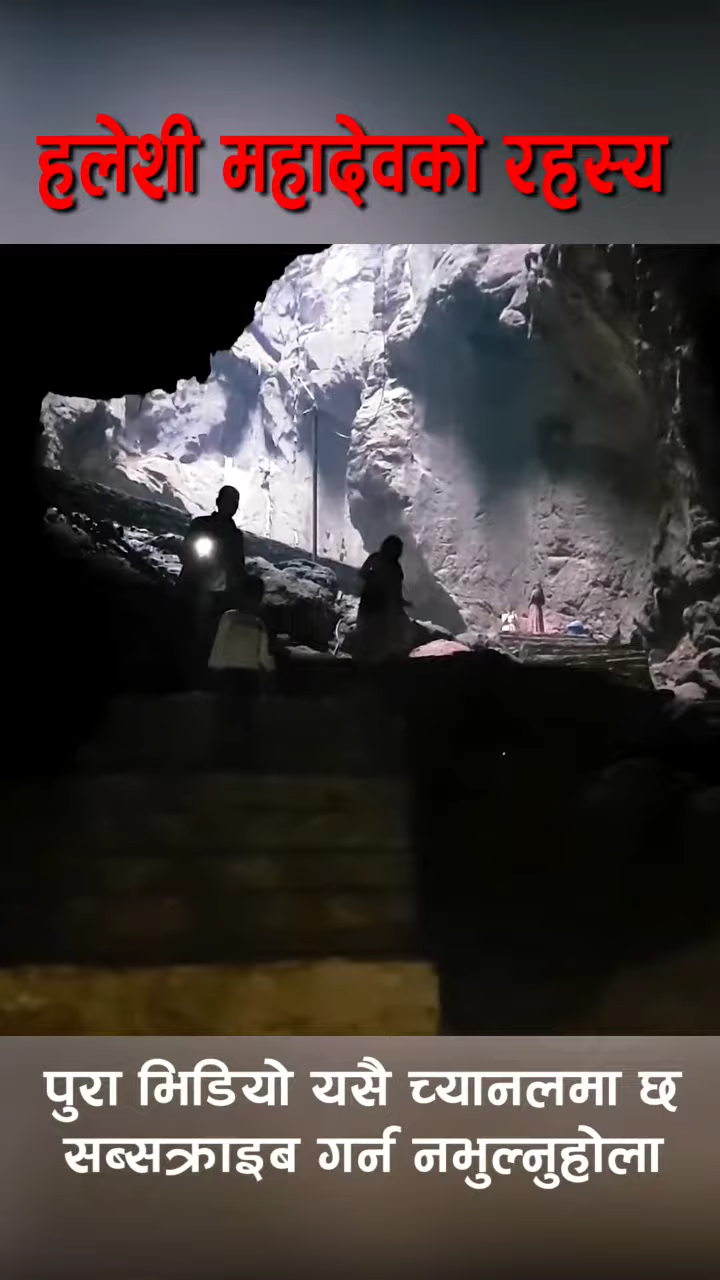 हलेशी महादेवको रहस्य
पुरा भिडियो यसै च्यानलमा छ
सब्सक्राइब गर्न नभुल्नुहोला